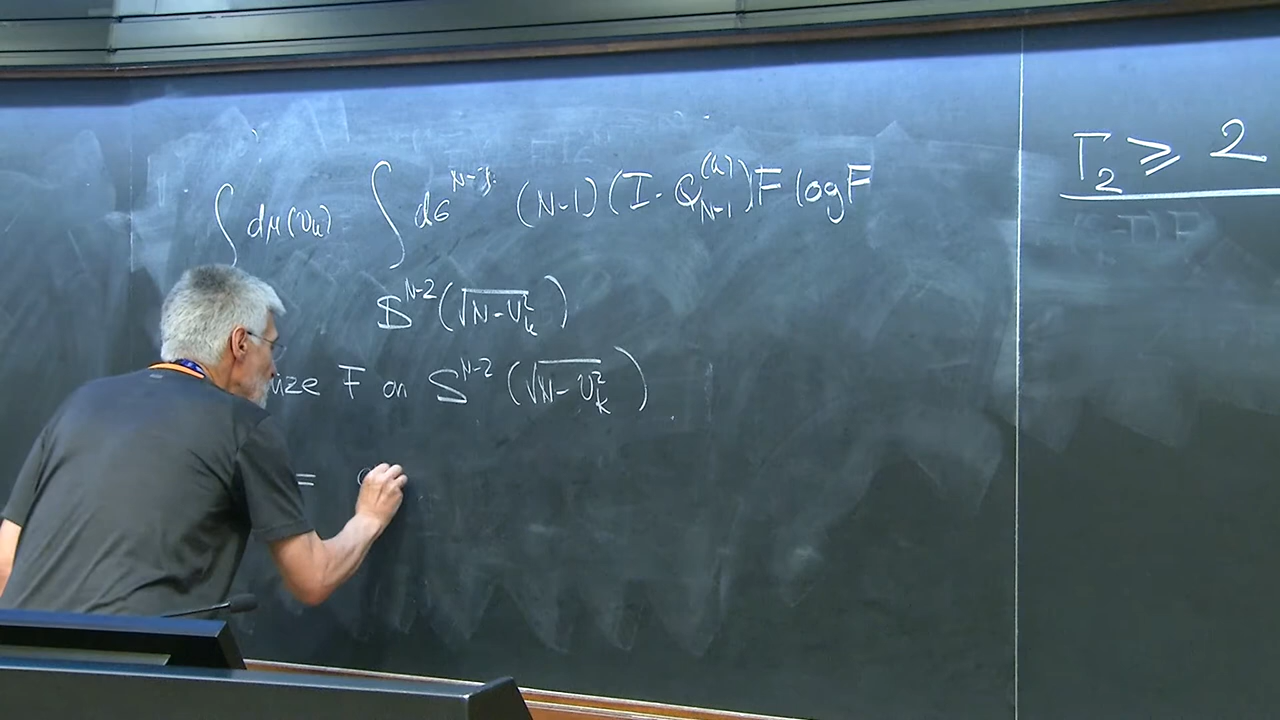 ∫ dμ(v_k) ∫ dσ^{N-2} (N-1) (I - Q_{N-1}^{(k)}) F log F
S^{N-2}(√(N-v_k^2))
ize F on S^{N-2}(√(N-v_k^2))
=
Γ_2 ⩾ 2